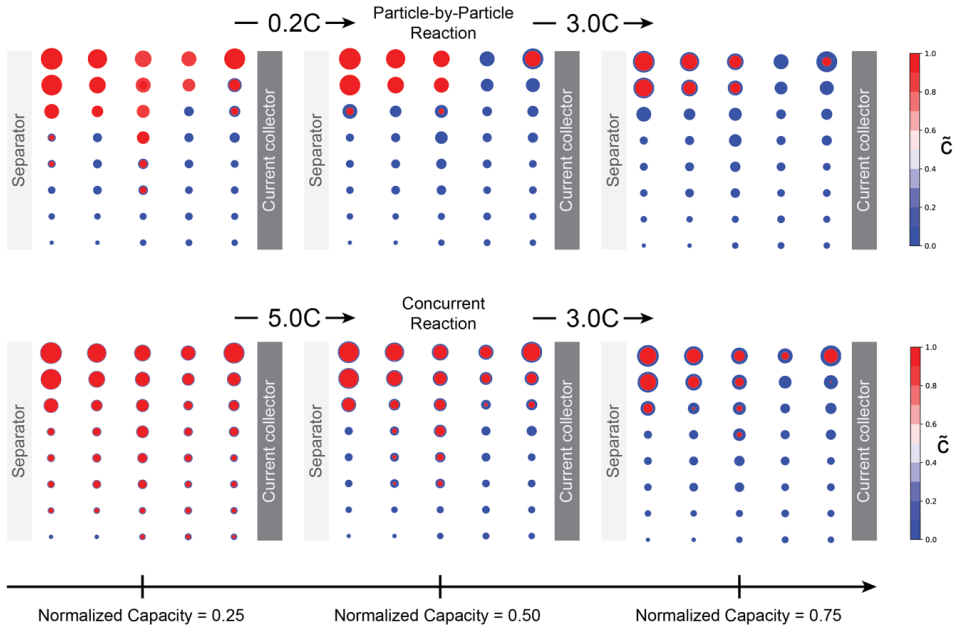 0.2C
Particle-by-Particle
Reaction
3.0C
Separator
Current collector
Separator
Current collector
Separator
Current collector
1.0
0.8
0.6
0.4
0.2
0.0
c̃
5.0C
Concurrent
Reaction
3.0C
Separator
Current collector
Separator
Current collector
Separator
Current collector
1.0
0.8
0.6
0.4
0.2
0.0
c̃
Normalized Capacity = 0.25
Normalized Capacity = 0.50
Normalized Capacity = 0.75